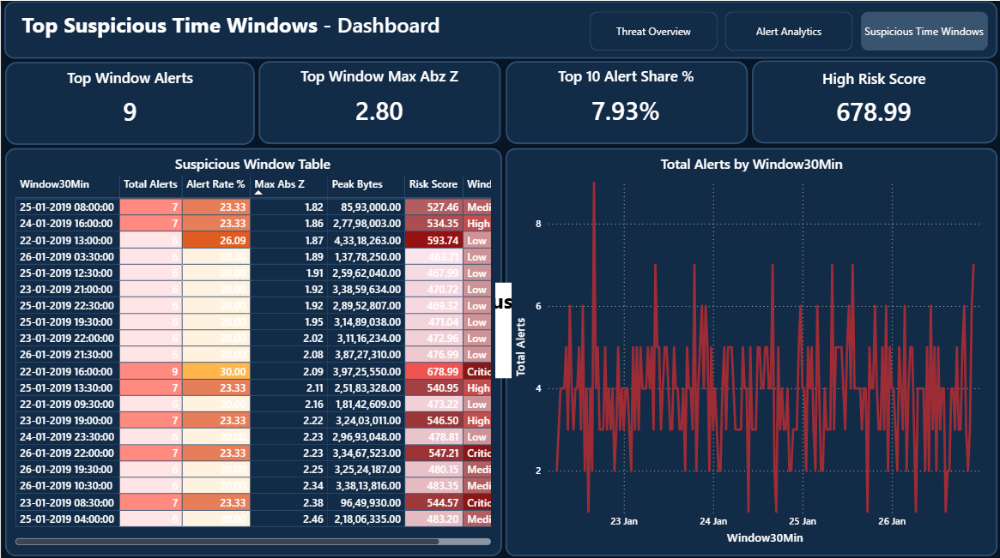 Top Suspicious Time Windows - Dashboard
Threat Overview
Alert Analytics
Suspicious Time Windows
Top Window Alerts
9
Top Window Max Abz Z
2.80
Top 10 Alert Share %
7.93%
High Risk Score
678.99
Suspicious Window Table
Window30Min Total Alerts Alert Rate % Max Abs Z Peak Bytes Risk Score Wind
25-01-2019 08:00:00 7 23.33 1.82 85,93,000.00 527.46 Medi
24-01-2019 16:00:00 7 23.33 1.86 2,77,98,003.00 534.35 High
22-01-2019 13:00:00 6 26.09 1.87 4,33,18,263.00 593.74 Low
26-01-2019 03:30:00 6 20.00 1.89 1,37,78,250.00 463.71 Low
25-01-2019 12:30:00 6 20.00 1.91 2,59,62,040.00 467.99 Low
23-01-2019 21:00:00 6 20.00 1.92 3,38,59,634.00 470.72 Low
25-01-2019 22:30:00 6 20.00 1.92 2,89,52,807.00 469.32 Low
25-01-2019 19:30:00 6 20.00 1.95 3,14,89,038.00 471.04 Low
23-01-2019 22:00:00 6 20.00 2.02 3,11,16,234.00 472.96 Low
26-01-2019 21:30:00 6 20.00 2.08 3,87,27,310.00 476.99 Low
22-01-2019 16:00:00 9 30.00 2.09 3,97,25,550.00 678.99 Critic
25-01-2019 13:30:00 7 23.33 2.11 2,51,83,328.00 540.95 High
22-01-2019 09:30:00 6 20.00 2.16 1,81,42,609.00 473.22 Low
23-01-2019 19:00:00 7 23.33 2.22 3,24,03,011.00 546.50 High
24-01-2019 23:30:00 6 20.00 2.23 2,96,93,048.00 478.81 Low
26-01-2019 22:00:00 7 23.33 2.23 3,34,67,523.00 547.21 Critic
26-01-2019 19:30:00 6 20.00 2.25 3,25,24,187.00 480.15 Medi
26-01-2019 10:30:00 6 20.00 2.34 3,38,13,816.00 483.35 Medi
23-01-2019 08:30:00 7 23.33 2.38 96,49,930.00 544.57 Critic
25-01-2019 04:00:00 6 20.00 2.46 2,18,06,335.00 483.20 Medi
us
Total Alerts by Window30Min
Total Alerts
8
6
4
2
23 Jan 24 Jan 25 Jan 26 Jan
Window30Min